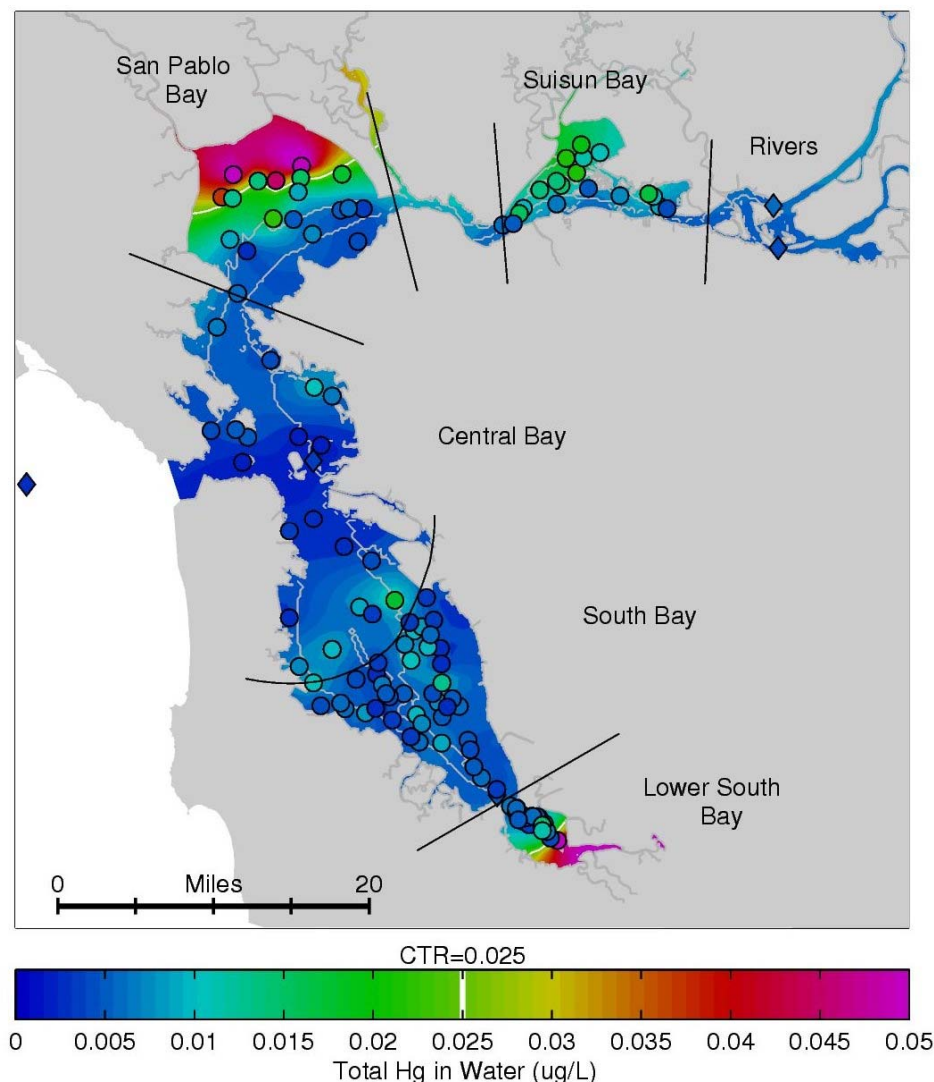 San Pablo
Bay
Suisun Bay
Rivers
Central Bay
South Bay
Lower South
Bay
0 Miles 20
CTR=0.025
0 0.005 0.01 0.015 0.02 0.025 0.03 0.035 0.04 0.045 0.05
Total Hg in Water (ug/L)